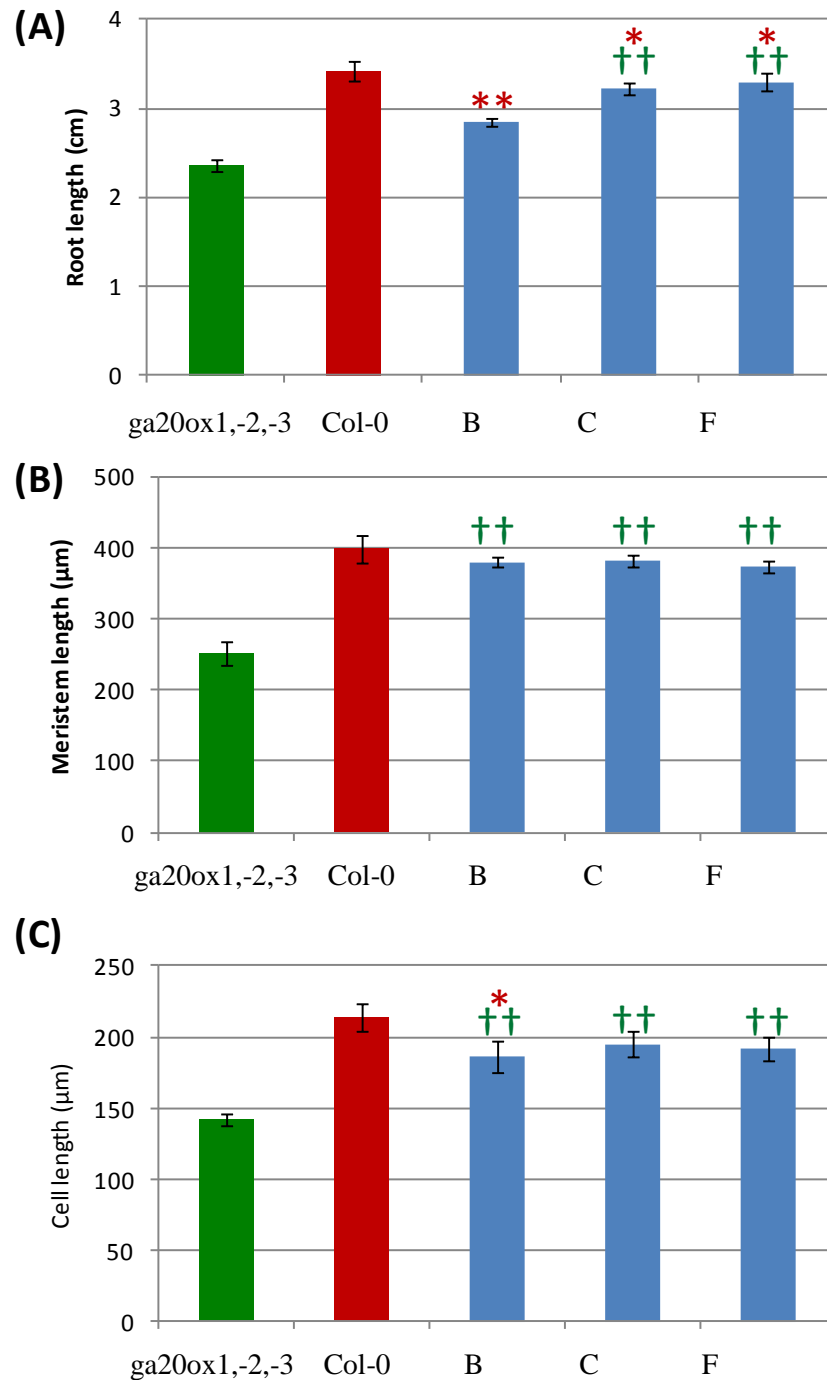 (A)
Root length (cm)
4
3
2
1
0
* *
** †† ††
ga20ox1,-2,-3 Col-0 B C F
(B)
Meristem length (µm)
500
400
300
200
100
0
†† †† ††
ga20ox1,-2,-3 Col-0 B C F
(C)
Cell length (µm)
250
200
150
100
50
0
*
†† †† ††
ga20ox1,-2,-3 Col-0 B C F